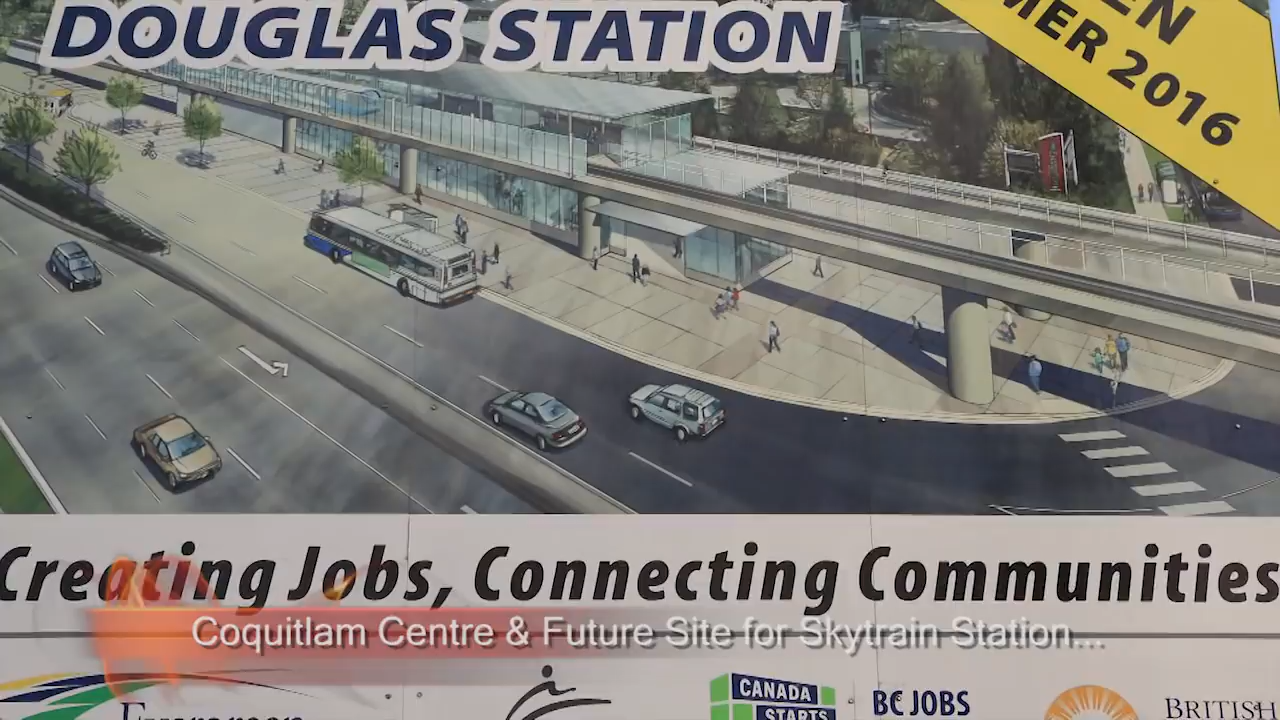 DOUGLAS STATION
2016
Creating Jobs, Connecting Communities
Coquitlam Centre & Future Site for Skytrain Station...
CANADA
STARTS
BC JOBS
BRITISH